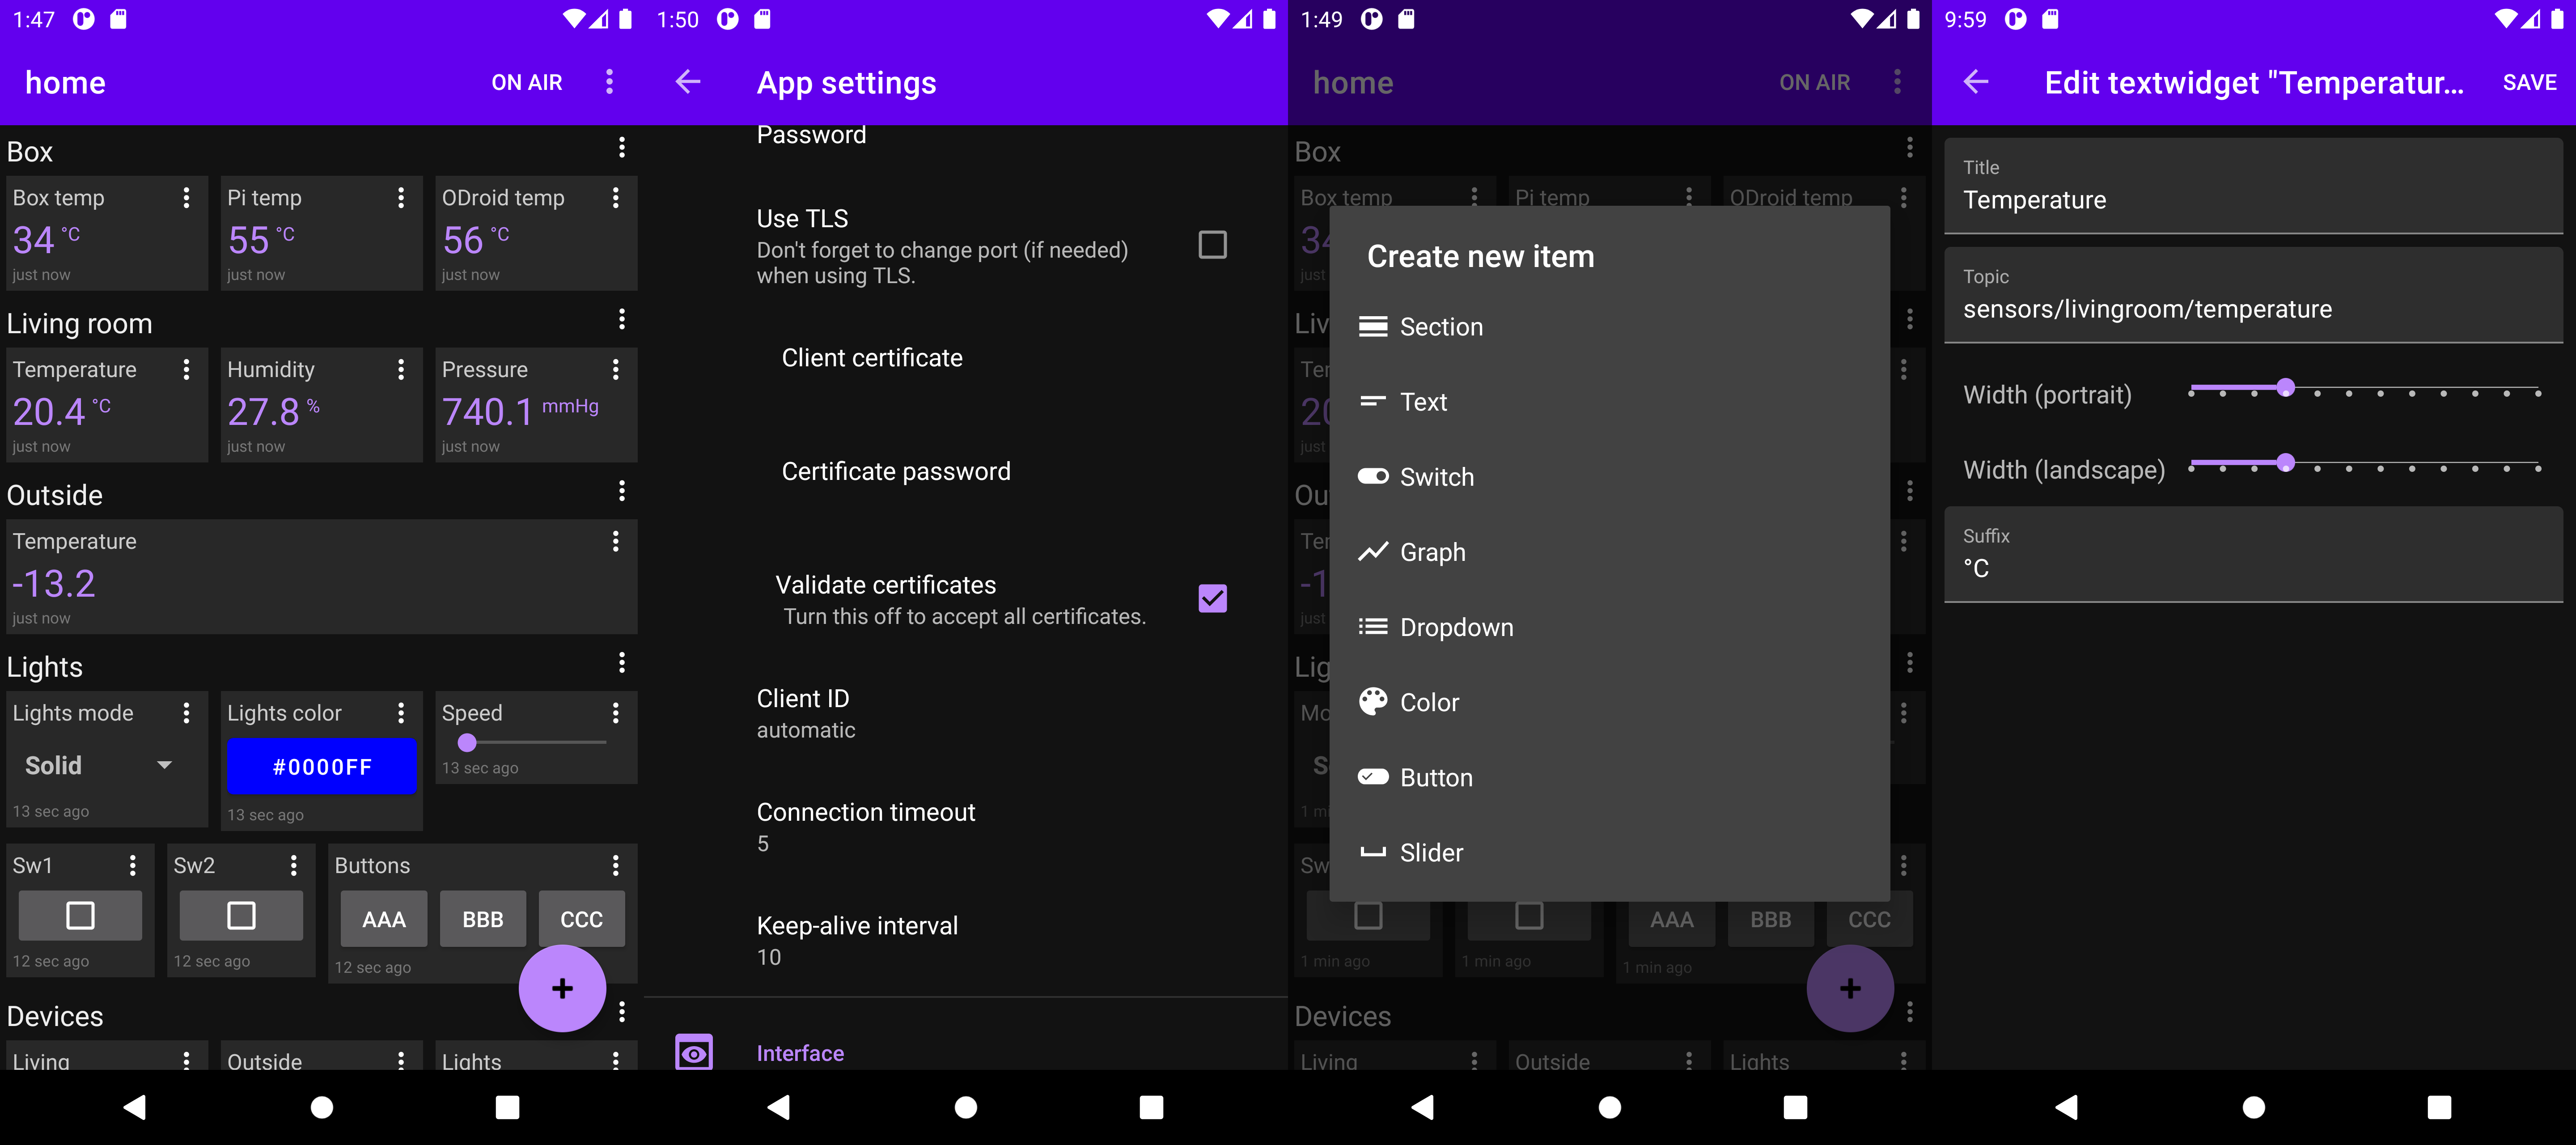 1:47
home
ON AIR
Box
Box temp
Pi temp
ODroid temp
34 °C
55 °C
56 °C
just now
just now
just now
Living room
Temperature
Humidity
Pressure
20.4 °C
27.8 %
740.1 mmHg
just now
just now
just now
Outside
Temperature
-13.2
just now
Lights
Lights mode
Lights color
Speed
Solid
#0000FF
13 sec ago
13 sec ago
13 sec ago
Sw1
Sw2
Buttons
AAA
BBB
CCC
12 sec ago
12 sec ago
12 sec ago
+
Devices
Living
Outside
Lights
1:50
App settings
Password
Use TLS
Don't forget to change port (if needed)
when using TLS.
Client certificate
Certificate password
Validate certificates
Turn this off to accept all certificates.
Client ID
automatic
Connection timeout
5
Keep-alive interval
10
Interface
1:49
home
ON AIR
Box
Box temp
Pi temp
ODroid temp
34
just
Create new item
Section
Text
Switch
Graph
Dropdown
Color
Button
Slider
Liv
Ter
20
just
Ou
Ter
-1
just
Lig
Mo
S
1 mi
Sw
AAA
BBB
CCC
1 min ago
1 min ago
1 min ago
+
Devices
Living
Outside
Lights
9:59
Edit textwidget "Temperatur...
SAVE
Title
Temperature
Topic
sensors/livingroom/temperature
Width (portrait)
Width (landscape)
Suffix
°C